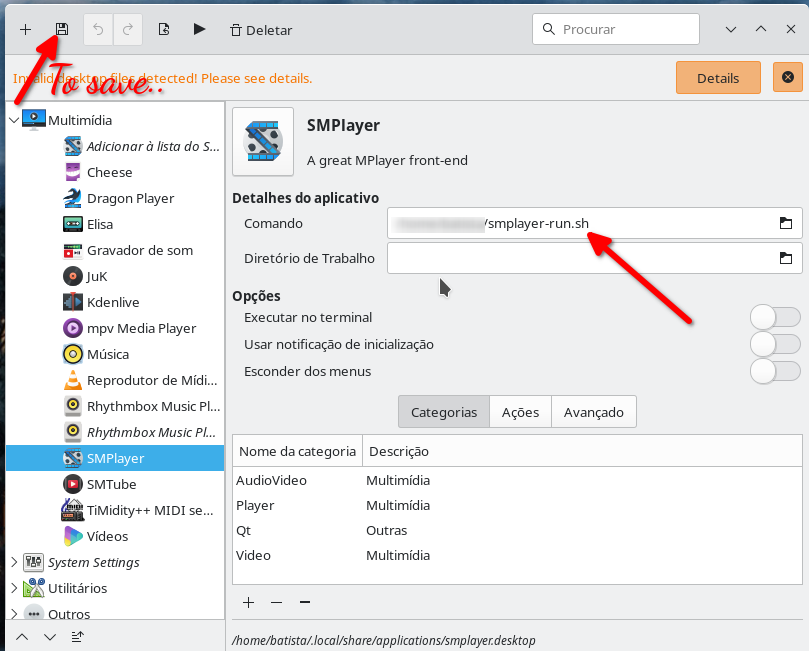 Deletar
Procurar
Invalid desktop files detected! Please see details.
Details
To save..
Multimídia
Adicionar à lista do S...
Cheese
Dragon Player
Elisa
Gravador de som
JuK
Kdenlive
mpv Media Player
Música
Reprodutor de Mídi...
Rhythmbox Music Pl...
Rhythmbox Music Pl...
SMPlayer
SMTube
TiMidity++ MIDI se...
Vídeos
System Settings
Utilitários
Outros
SMPlayer
A great MPlayer front-end
Detalhes do aplicativo
Comando
/smplayer-run.sh
Diretório de Trabalho
Opções
Executar no terminal
Usar notificação de inicialização
Esconder dos menus
Categorias
Ações
Avançado
Nome da categoria
Descrição
AudioVideo
Multimídia
Player
Multimídia
Qt
Outras
Video
Multimídia
/home/batista/.local/share/applications/smplayer.desktop